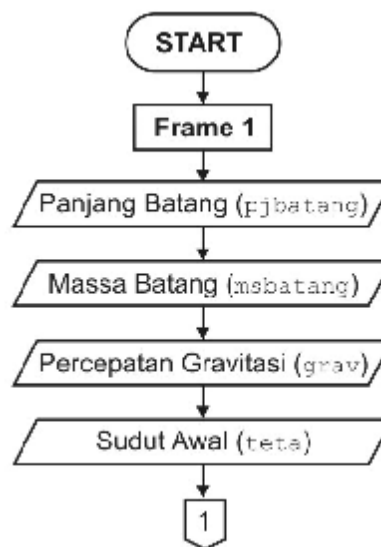 START
Frame 1
Panjang Batang (pjbatang)
Massa Batang (msbatang)
Percepatan Gravitasi (grav)
Sudut Awal (teta)
1